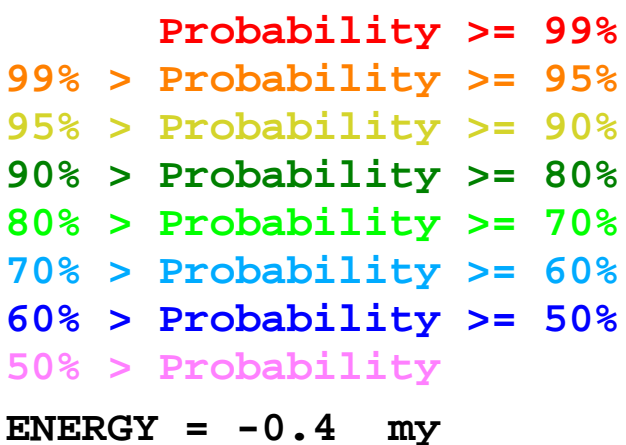 Probability >= 99%
99% > Probability >= 95%
95% > Probability >= 90%
90% > Probability >= 80%
80% > Probability >= 70%
70% > Probability >= 60%
60% > Probability >= 50%
50% > Probability
ENERGY = -0.4 my